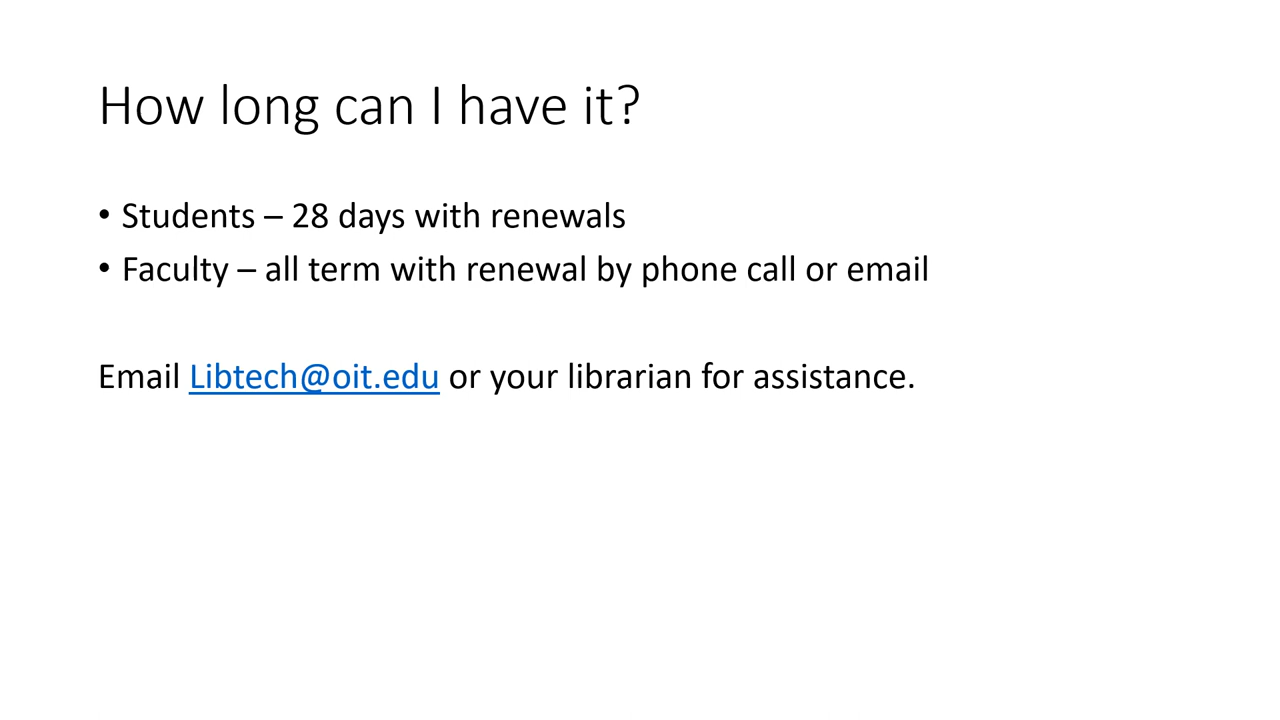 How long can I have it?
• Students – 28 days with renewals
• Faculty – all term with renewal by phone call or email
Email Libtech@oit.edu or your librarian for assistance.